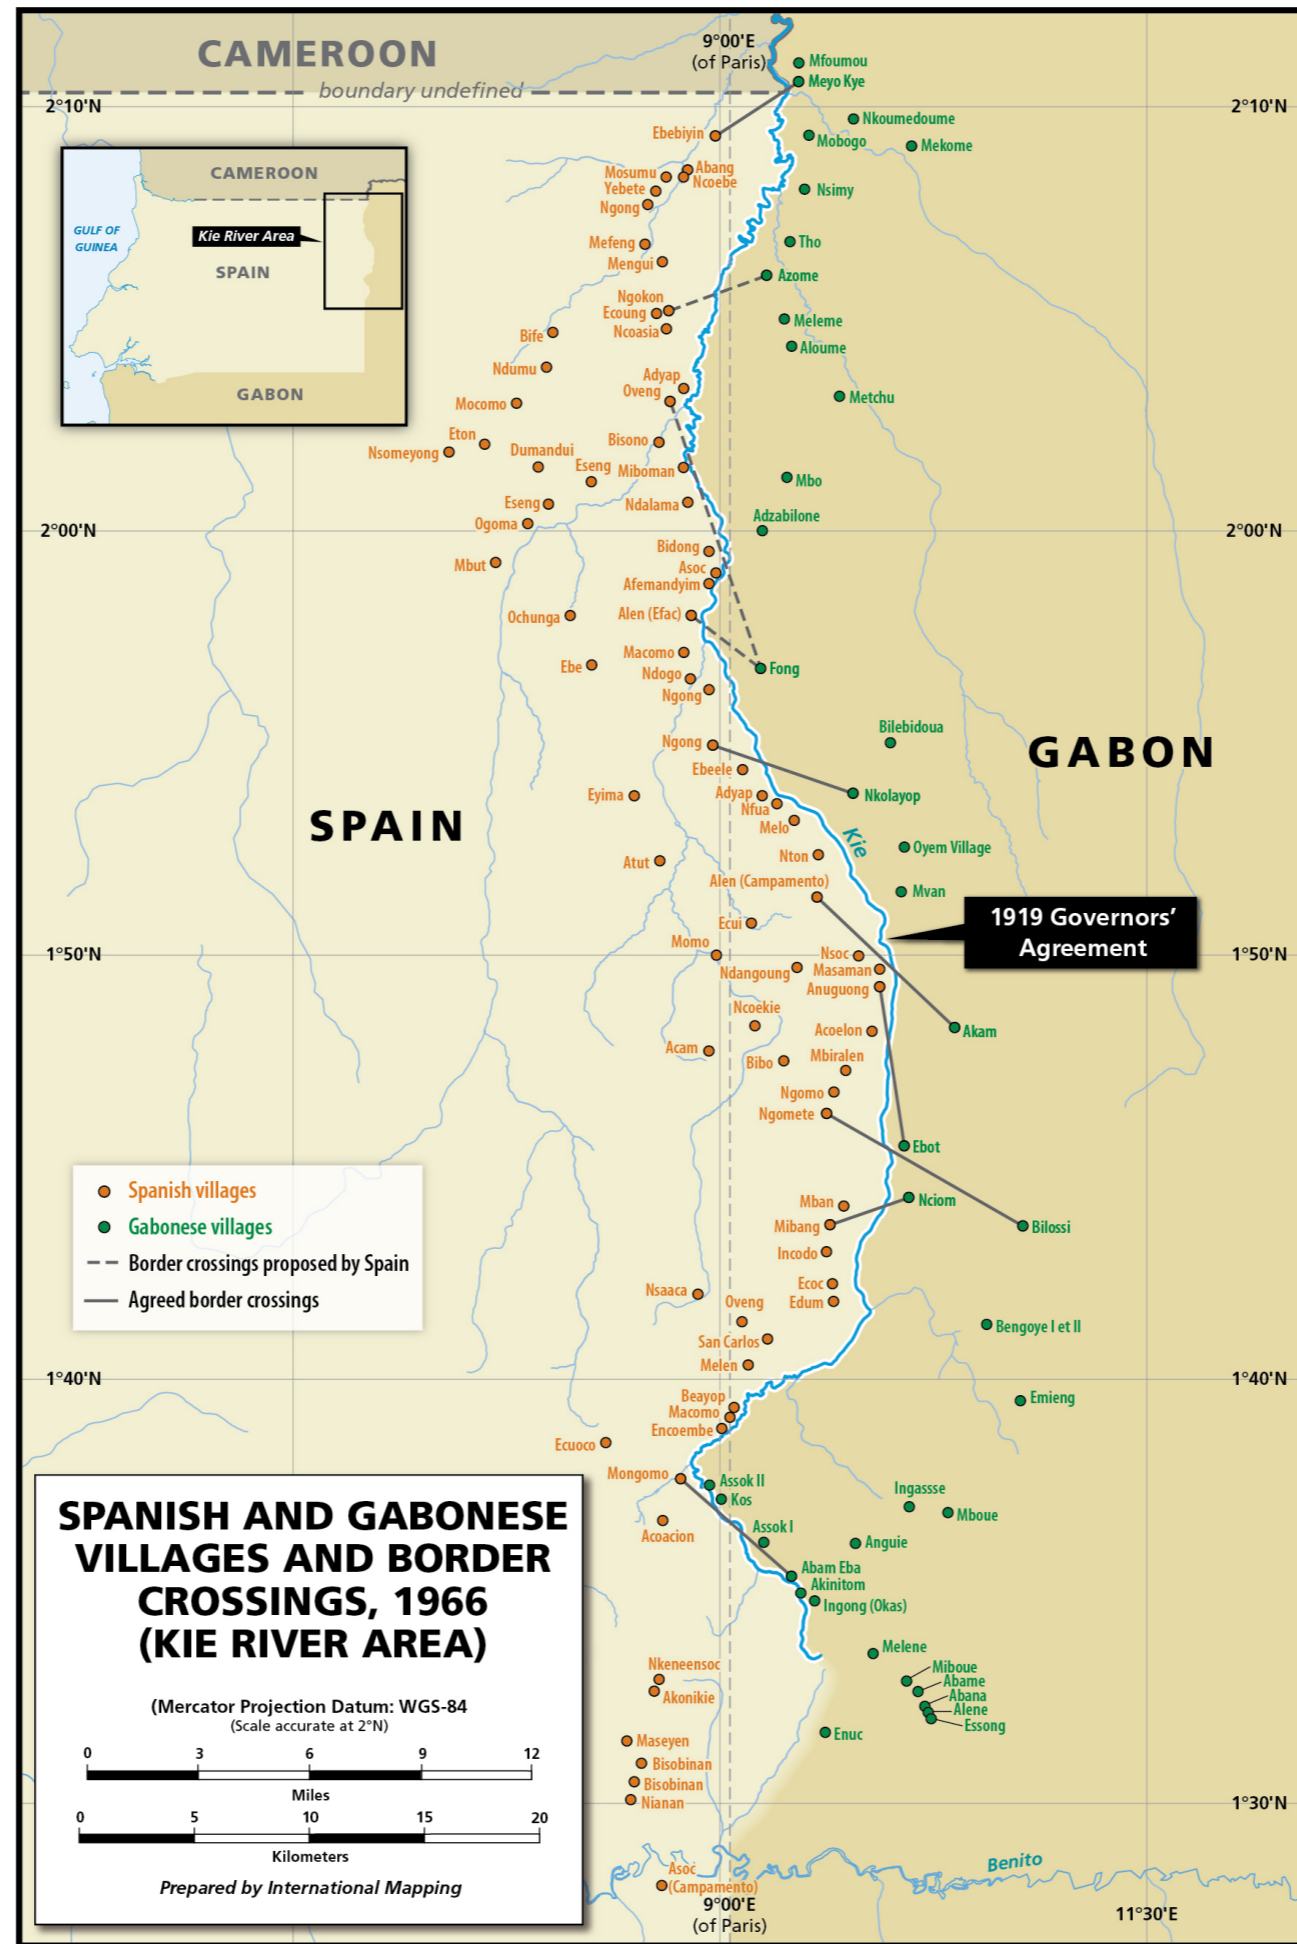 CAMEROON
boundary undefined
9°00'E
(of Paris)
2°10'N
2°10'N
Mfoumou
Meyo Kye
Nkoumedoume
Mobogo
Mekome
Ebebiyin
Abang
Mosumu
Ncoebe
Yebete
Ngong
Nsimy
CAMEROON
GULF OF
GUINEA
Kie River Area
SPAIN
GABON
Mefeng
Mengui
Tho
Azome
Ngokon
Ecoung
Ncoasia
Bife
Meleme
Aloume
Ndumu
Adyap
Oveng
Mocomo
Metchu
Eton
Nsomeyong
Dumandui
Bisono
Eseng
Miboman
Mbo
Eseng
Ndalama
Ogoma
Adzabilone
2°00'N
2°00'N
Bidong
Mbut
Asoc
Afemandyim
Ochunga
Alen (Efac)
Macomo
Ebe
Ndogo
Ngong
Fong
Bilebidoua
Ngong
GABON
Ebeele
Eyima
Adyap
Nfua
Melo
Nkolayop
SPAIN
Kie
Oyem Village
Atut
Nton
Alen (Campamento)
Mvan
1919 Governors’
Agreement
Ecui
Momo
Nsoc
1°50'N
1°50'N
Ndangoung
Masaman
Anuguong
Ncoekie
Acoelon
Akam
Acam
Bibo
Mbiralen
Ngomo
Ngomete
Ebot
Spanish villages
Gabonese villages
Border crossings proposed by Spain
Agreed border crossings
Mban
Nciom
Mibang
Bilossi
Incodo
Nsaaca
Ecoc
Oveng
Edum
San Carlos
Bengoye I et II
Melen
1°40'N
1°40'N
Beayop
Macomo
Encoembe
Emieng
Ecuoco
Mongomo
Assok II
Kos
Ingassse
Mboue
Acoacion
Assok I
Anguie
Abam Eba
Akinitom
Ingong (Okas)
SPANISH AND GABONESE
VILLAGES AND BORDER
CROSSINGS, 1966
(KIE RIVER AREA)
(Mercator Projection Datum: WGS-84
(Scale accurate at 2°N)
0 3 6 9 12
Miles
0 5 10 15 20
Kilometers
Prepared by International Mapping
Melene
Nkeneensoc
Akonikie
Miboue
Abame
Abana
Alene
Essong
Maseyen
Enuc
Bisobinan
Bisobinan
Nianan
1°30'N
Benito
Asoc
(Campamento)
9°00'E
(of Paris)
11°30'E